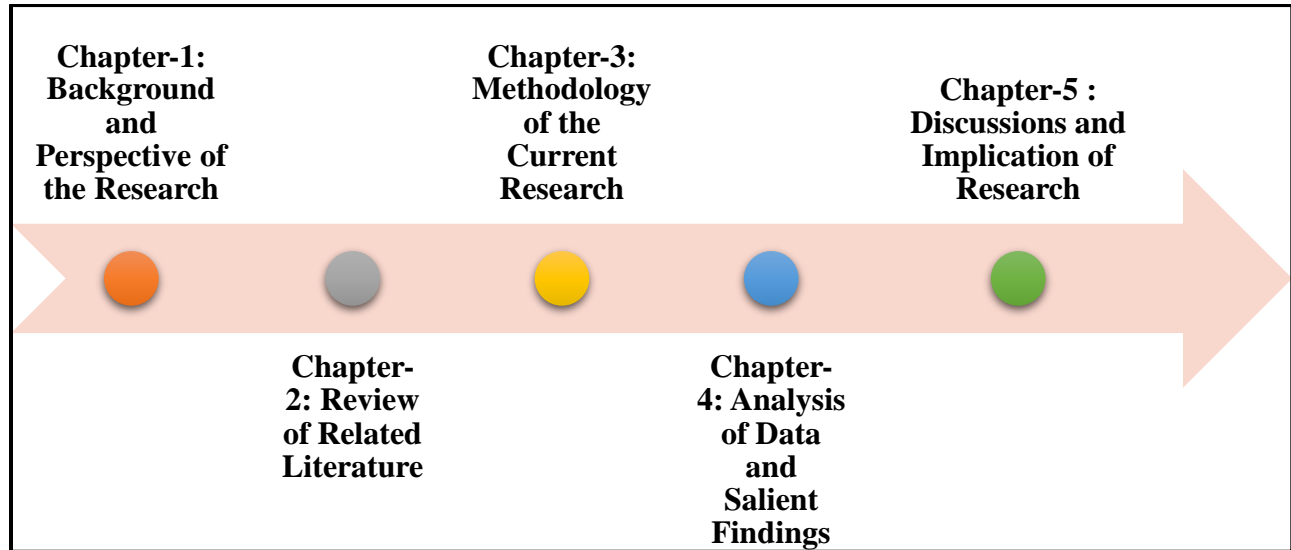 Chapter-1:
Background
and
Perspective of
the Research
Chapter-
2: Review
of Related
Literature
Chapter-3:
Methodology
of the
Current
Research
Chapter-
4: Analysis
of Data
and
Salient
Findings
Chapter-5 :
Discussions and
Implication of
Research